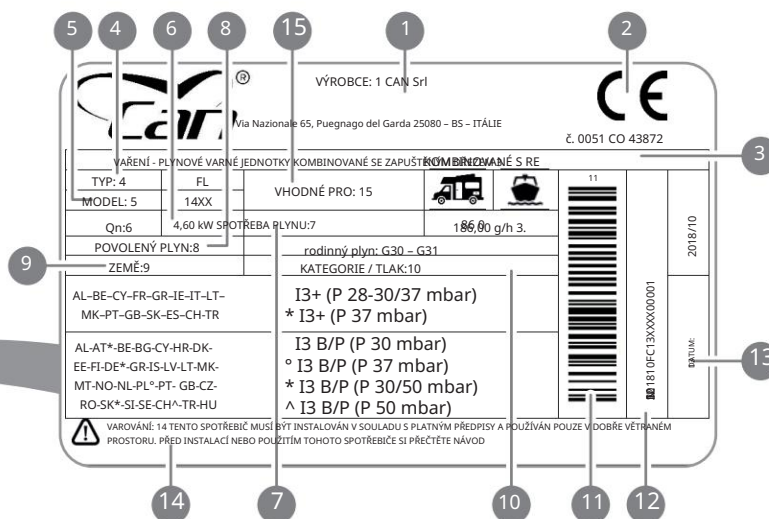 5 4 6 8 15 1 2
Can ®
VÝROBCE: 1 CAN Srl
Via Nazionale 65, Puegnago del Garda 25080 – BS – ITÁLIE
CE
č. 0051 CO 43872
3
VAŘENÍ - PLYNOVÉ VARNÉ JEDNOTKY KOMBINOVANÉ SE
KOMBINOVANÉ S RE
TYP: 4 FL
MODEL: 5 14XX
VHODNÉ PRO: 15
11
2018/10
Qn:6 4,60 kW SPOTŘEBA PLYNU:7 g/h 3.
POVOLENÝ PLYN:8 rodinný plyn: G30 – G31
9
ZEMĚ:9 KATEGORIE / TLAK:10
AL–BE–CY–FR–GR–IE–IT–LT– I3+ (P 28-30/37 mbar)
MK–PT–GB–SK–ES–CH-TR * I3+ (P 37 mbar)
AL-AT*-BE-BG-CY-HR-DK- I3 B/P (P 30 mbar)
EE-FI-DE*-GR-IS-LV-LT-MK- ° I3 B/P (P 37 mbar)
MT-NO-NL-PL°-PT- GB-CZ- * I3 B/P (P 30/50 mbar)
RO-SK*-SI-SE-CH^-TR-HU ^ I3 B/P (P 50 mbar)
1810FC13XXXX00001
DATUM:
13
VAROVÁNÍ: 14 TENTO SPOTŘEBIČ MUSÍ BÝT INSTALOVÁN V SOULADU S PLATNÝM PŘEDPISY A POUŽÍVÁN POUZE V DOBŘE VĚTRANÉM
PROSTORU. PŘED INSTALACÍ NEBO POUŽITÍM TOHOTO SPOTŘEBIČE SI PŘEČTĚTE NÁVOD
14 7 10 11 12